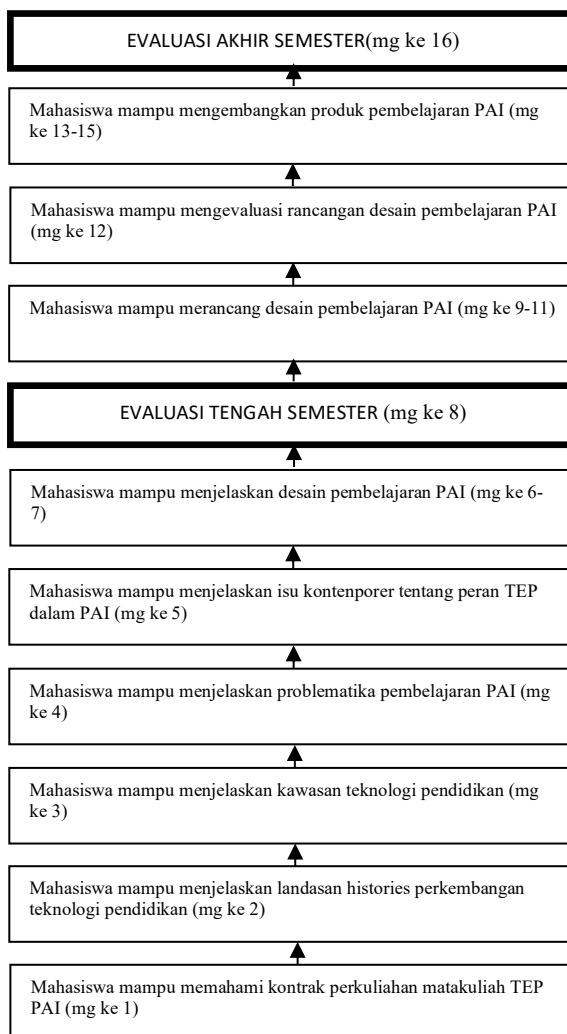 EVALUASI AKHIR SEMESTER(mg ke 16)
Mahasiswa mampu mengembangkan produk pembelajaran PAI (mg
ke 13-15)
Mahasiswa mampu mengevaluasi rancangan desain pembelajaran PAI
(mg ke 12)
Mahasiswa mampu merancang desain pembelajaran PAI (mg ke 9-11)
EVALUASI TENGAH SEMESTER (mg ke 8)
Mahasiswa mampu menjelaskan desain pembelajaran PAI (mg ke 6-
7)
Mahasiswa mampu menjelaskan isu kontenporer tentang peran TEP
dalam PAI (mg ke 5)
Mahasiswa mampu menjelaskan problematika pembelajaran PAI (mg
ke 4)
Mahasiswa mampu menjelaskan kawasan teknologi pendidikan (mg
ke 3)
Mahasiswa mampu menjelaskan landasan histories perkembangan
teknologi pendidikan (mg ke 2)
Mahasiswa mampu memahami kontrak perkuliahan matakuliah TEP
PAI (mg ke 1)